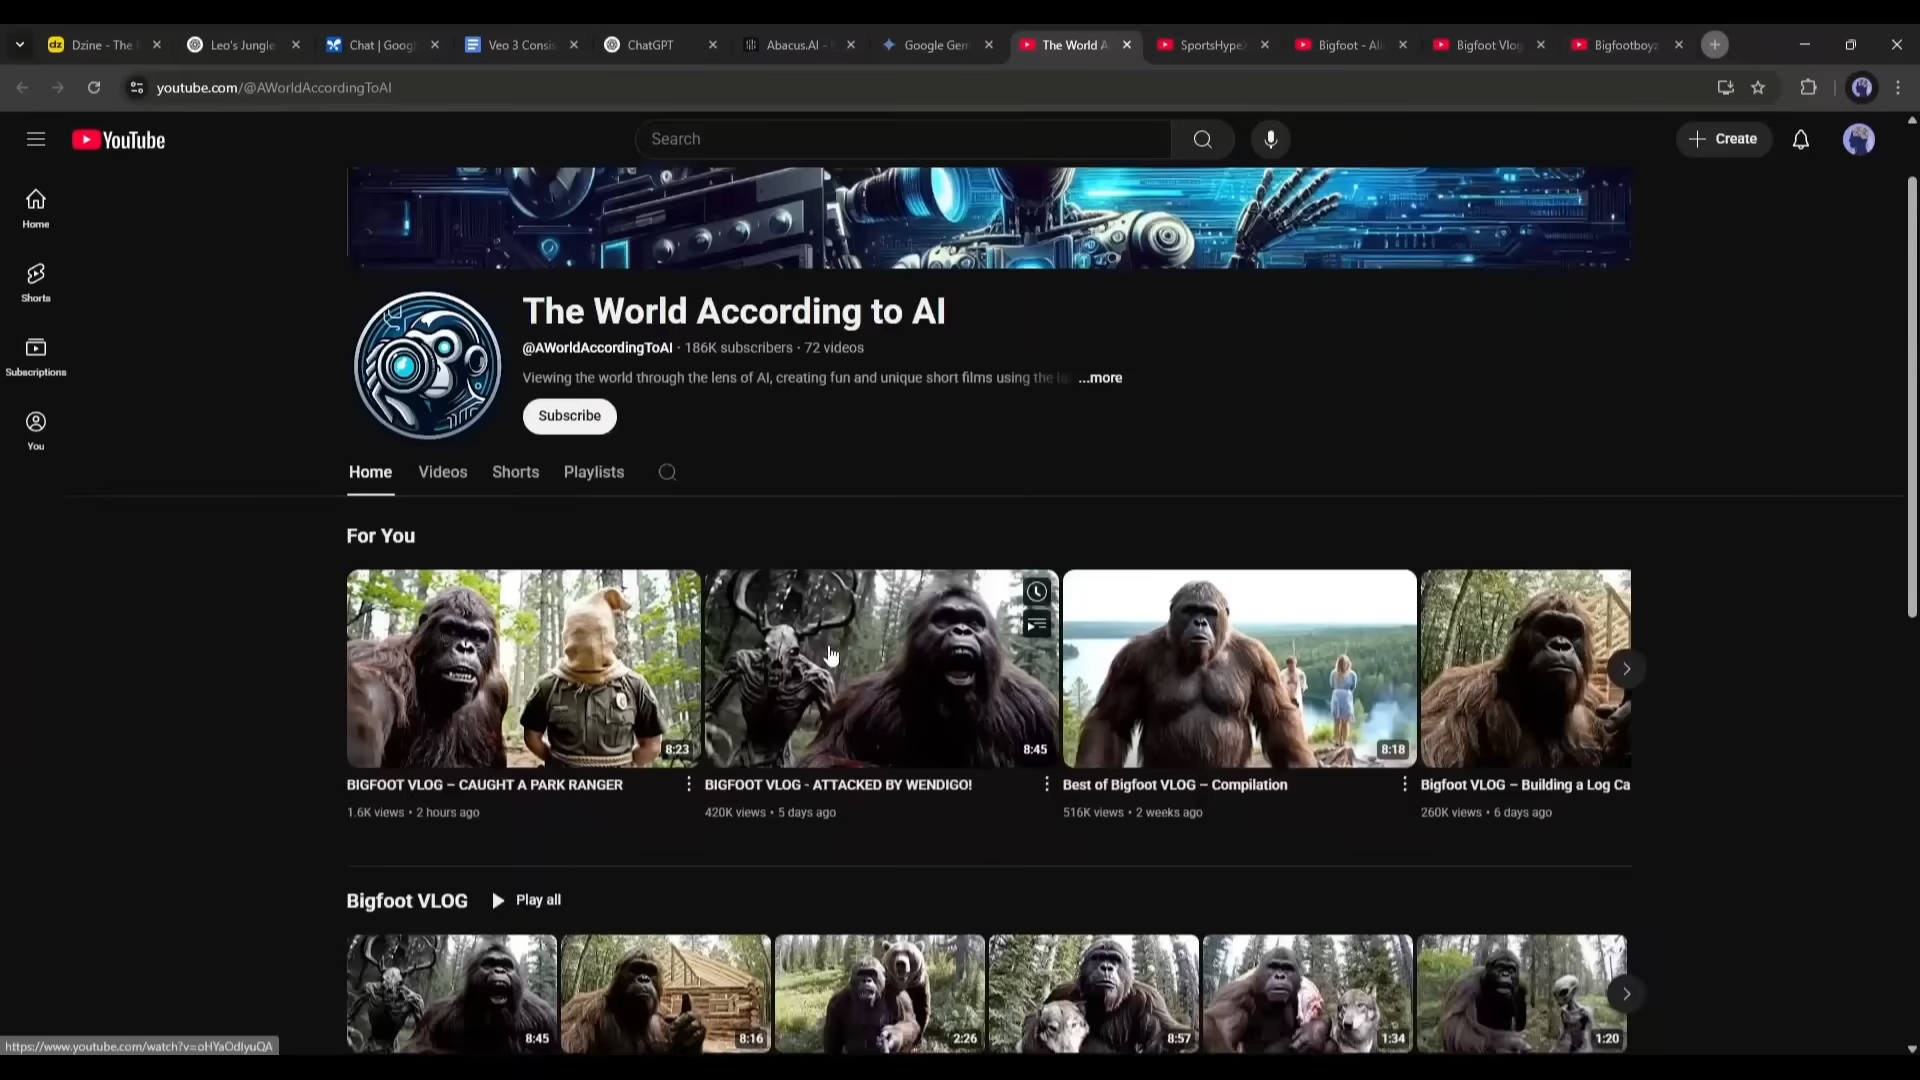 Dzine - The
Leo's Jungle
Chat | Goog
Veo 3 Consis
ChatGPT
Abacus.AI -
Google Gem
The World A
SportsHype
Bigfoot - Ali
Bigfoot Vlog
Bigfootboyz
youtube.com/@AWorldAccordingToAI
YouTube
Search
Create
Home
Shorts
Subscriptions
You
The World According to AI
@AWorldAccordingToAI · 186K subscribers · 72 videos
Viewing the world through the lens of AI, creating fun and unique short films using the la ...more
Subscribe
Home Videos Shorts Playlists
For You
8:23
8:45
8:18
BIGFOOT VLOG – CAUGHT A PARK RANGER
1.6K views • 2 hours ago
BIGFOOT VLOG - ATTACKED BY WENDIGO!
420K views • 5 days ago
Best of Bigfoot VLOG – Compilation
516K views • 2 weeks ago
Bigfoot VLOG – Building a Log Ca
260K views • 6 days ago
Bigfoot VLOG Play all
8:45
8:16
2:26
8:57
1:34
1:20
https://www.youtube.com/watch?v=oHYaOdlyuQA